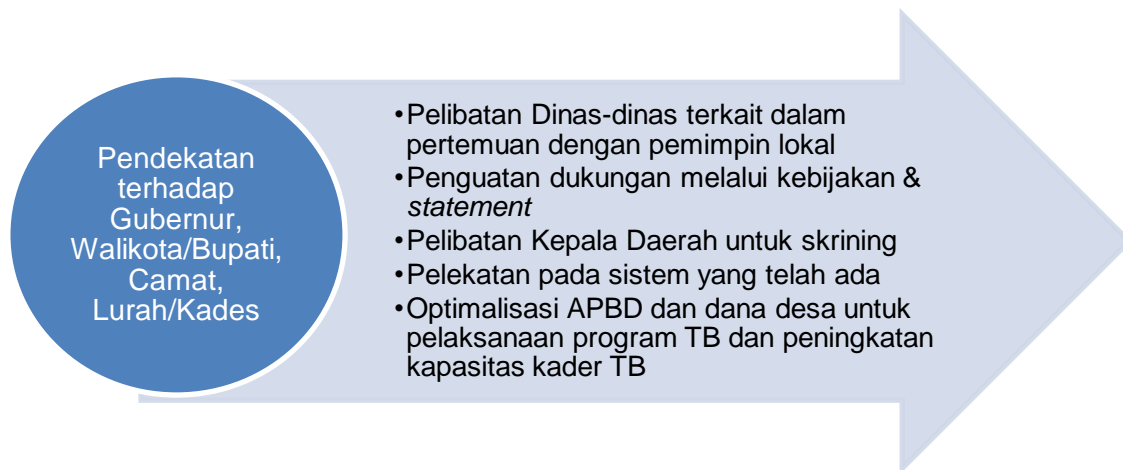 Pendekatan
terhadap
Gubernur,
Walikota/Bupati,
Camat,
Lurah/Kades
•Pelibatan Dinas-dinas terkait dalam
pertemuan dengan pemimpin lokal
•Penguatan dukungan melalui kebijakan &
statement
•Pelibatan Kepala Daerah untuk skrining
•Pelekatan pada sistem yang telah ada
•Optimalisasi APBD dan dana desa untuk
pelaksanaan program TB dan peningkatan
kapasitas kader TB